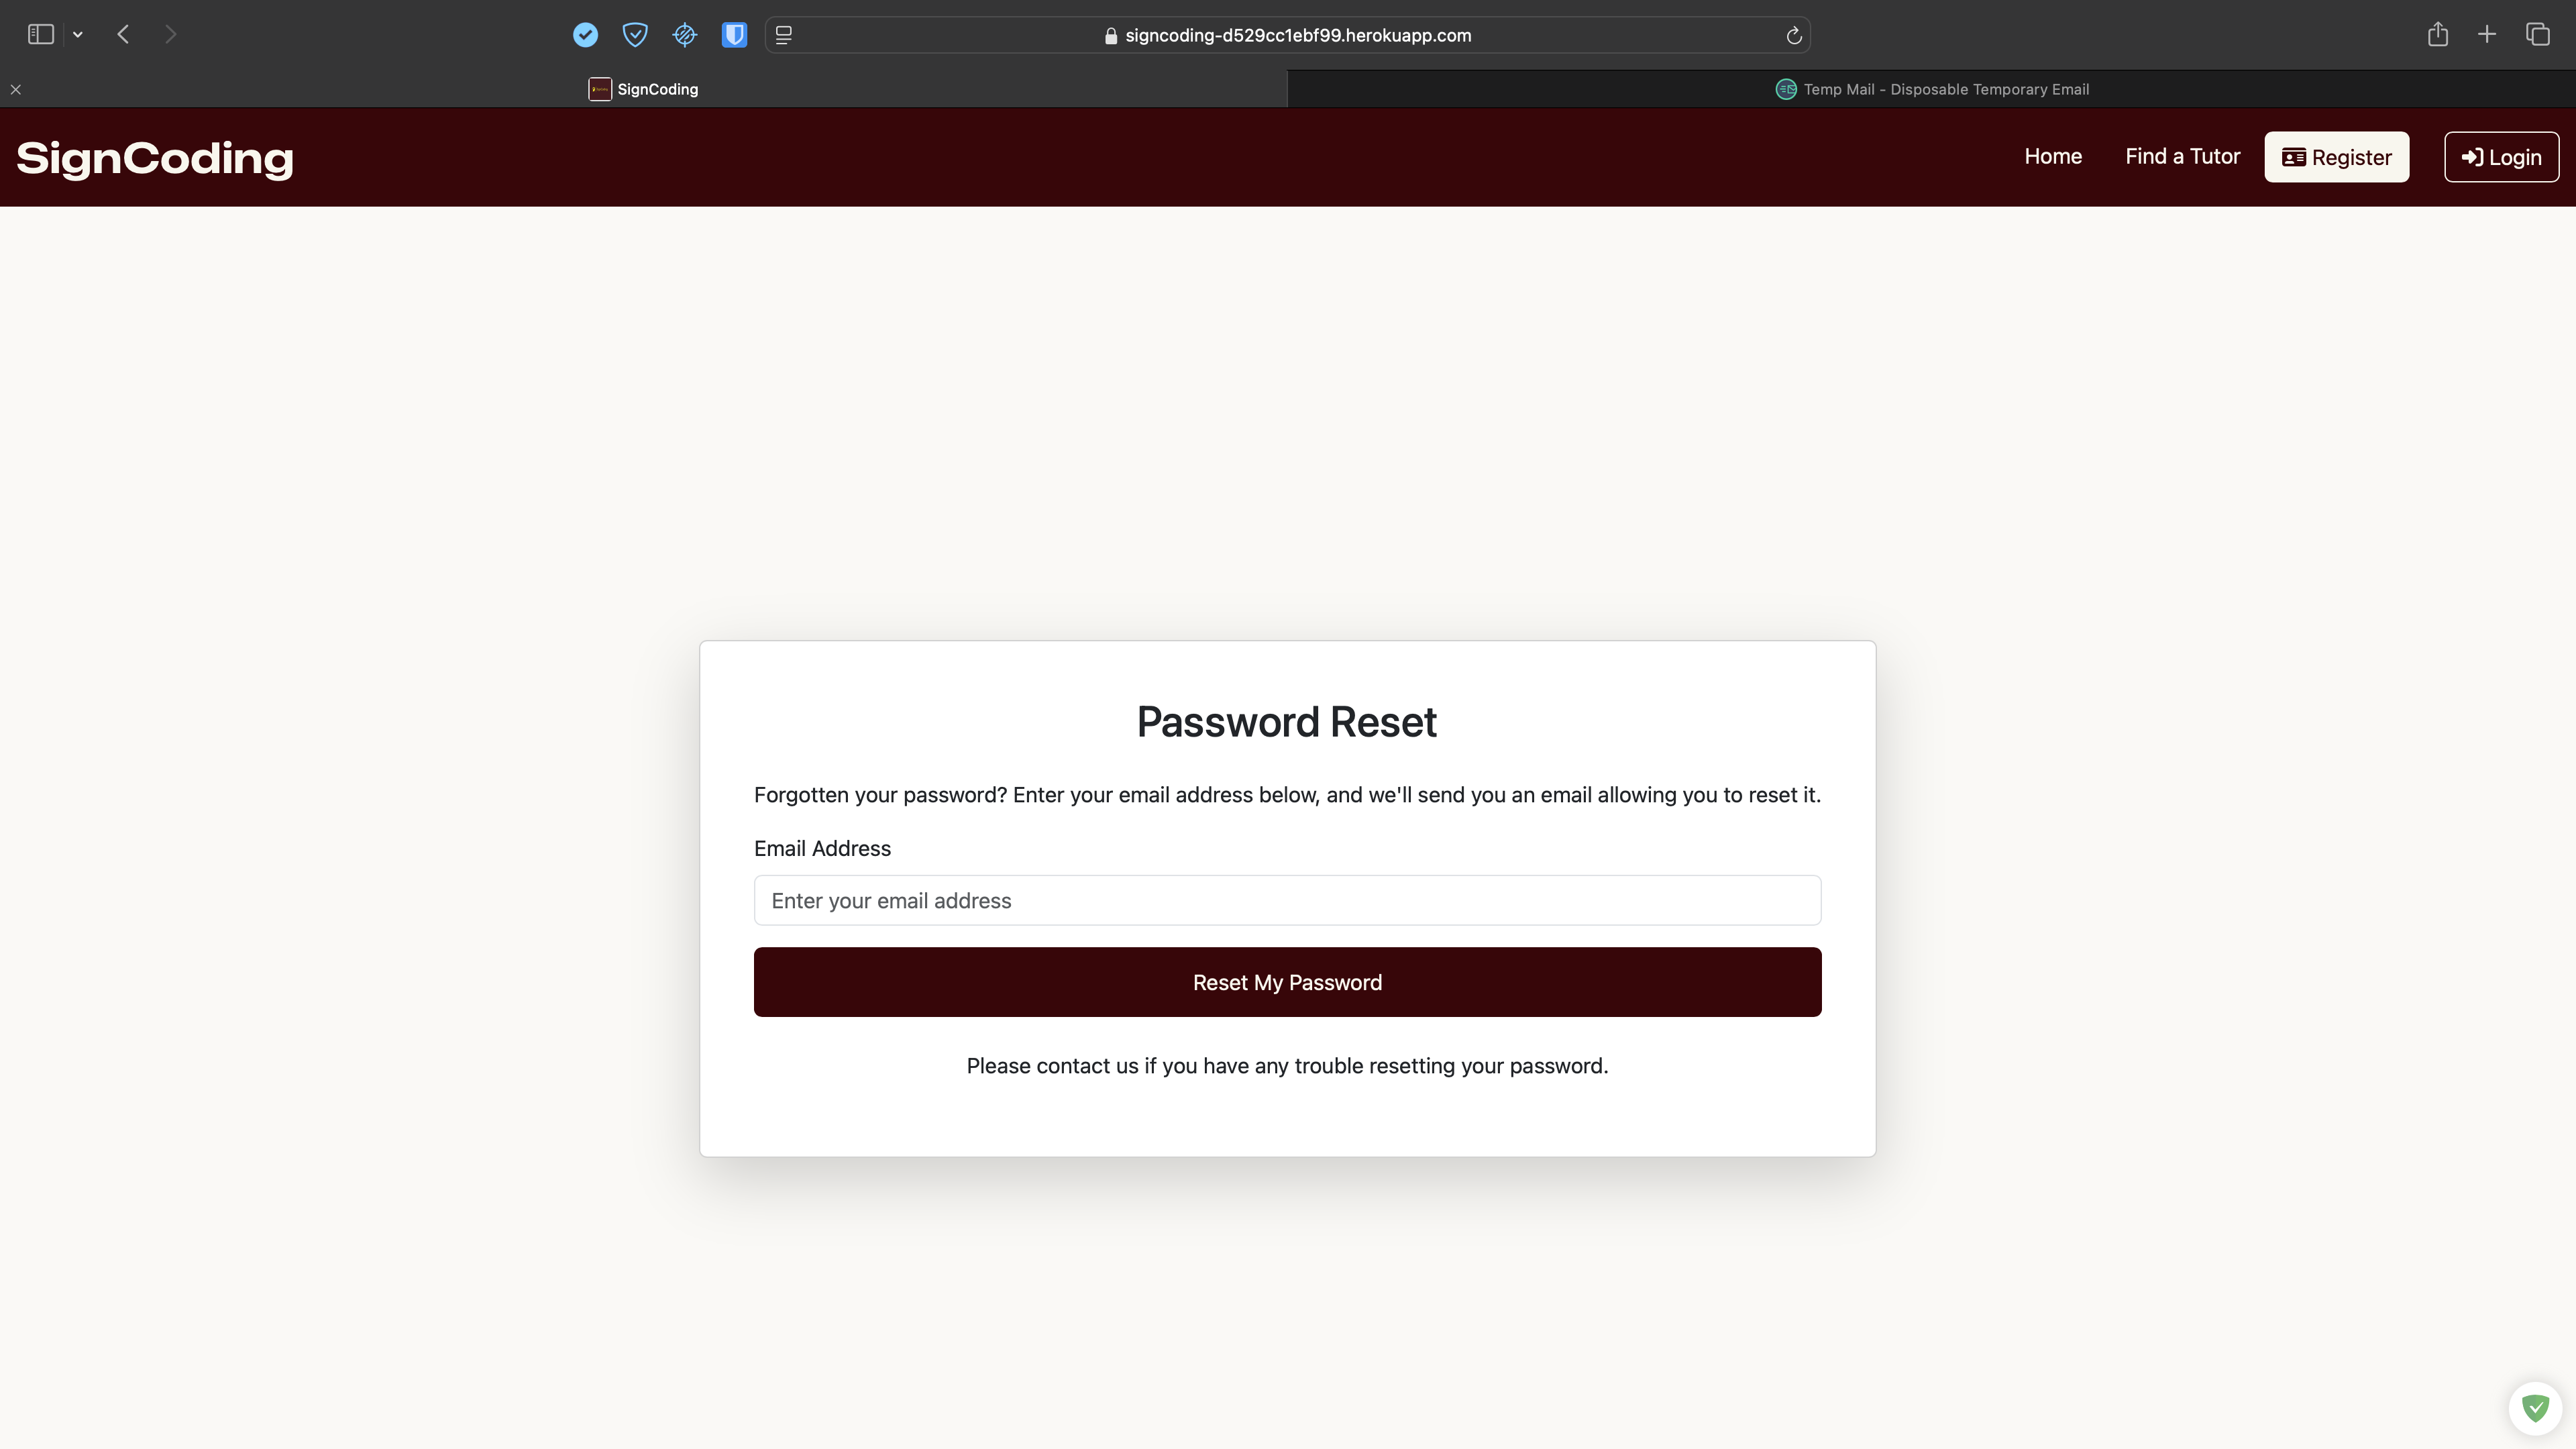 signcoding-d529cc1ebf99.herokuapp.com
SignCoding
Temp Mail - Disposable Temporary Email
SignCoding
Home
Find a Tutor
Register
Login
Password Reset
Forgotten your password? Enter your email address below, and we'll send you an email allowing you to reset it.
Email Address
Enter your email address
Reset My Password
Please contact us if you have any trouble resetting your password.